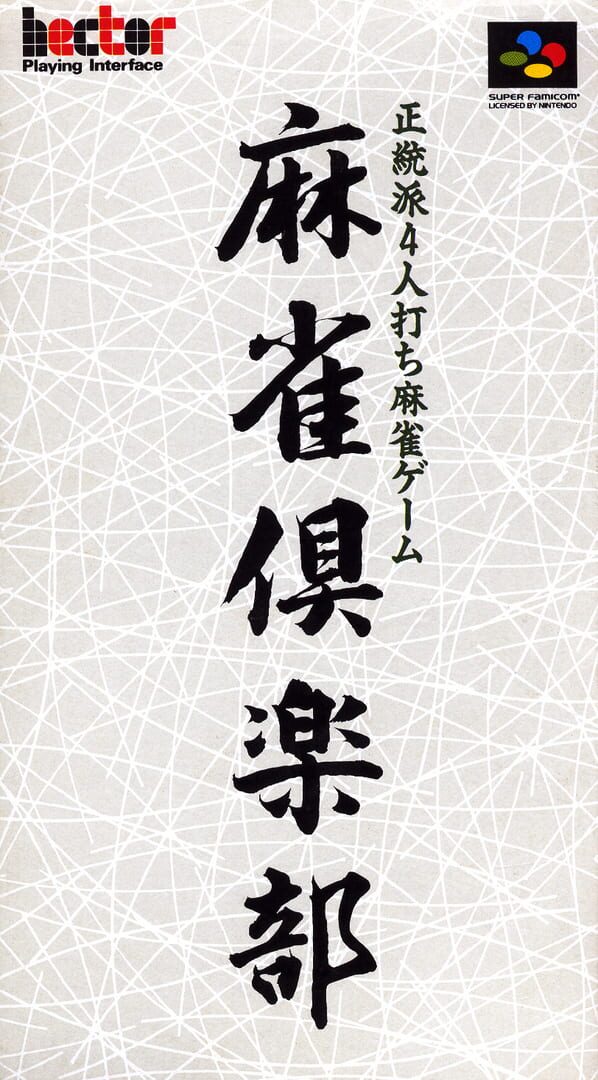 hector
Playing Interface
SUPER FAMICOM®
LICENSED BY NINTENDO
正統派4人打ち麻雀ゲーム
麻雀倶楽部